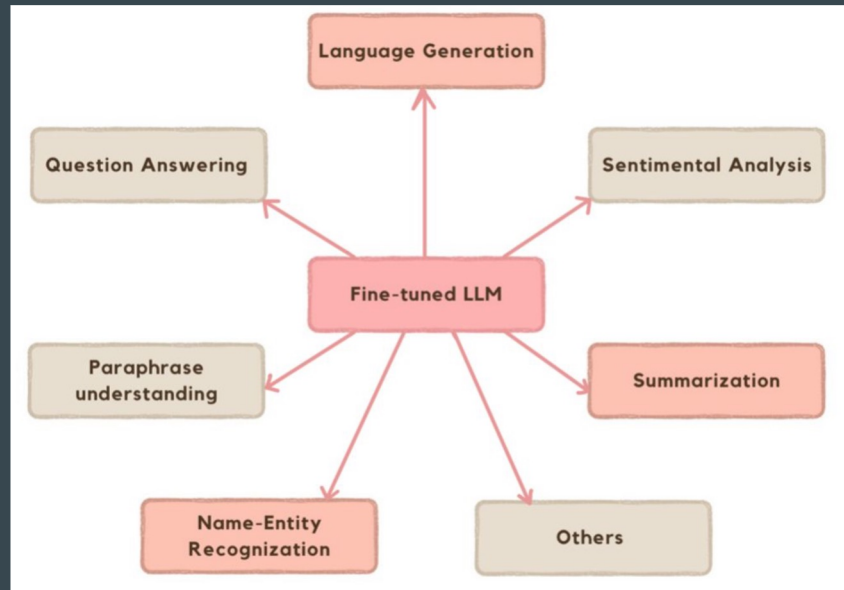 Language Generation
Question Answering
Sentimental Analysis
Fine-tuned LLM
Paraphrase
understanding
Summarization
Name-Entity
Recognization
Others